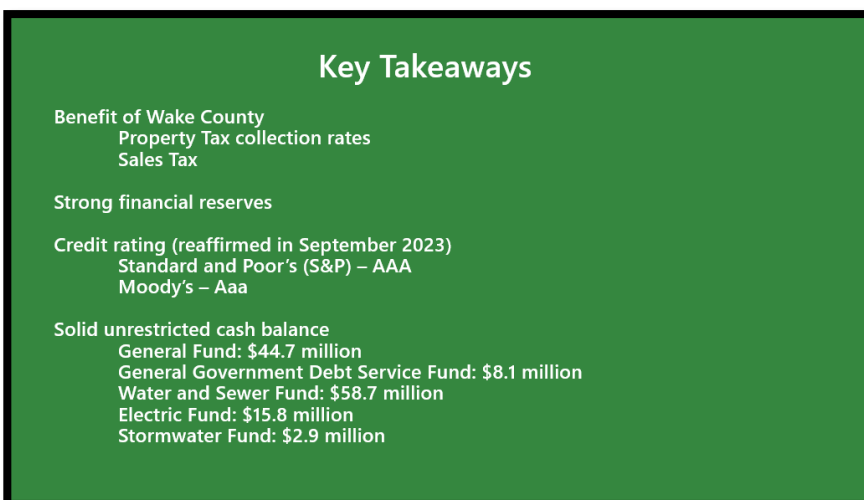 Key Takeaways
Benefit of Wake County
Property Tax collection rates
Sales Tax
Strong financial reserves
Credit rating (reaffirmed in September 2023)
Standard and Poor's (S&P) – AAA
Moody's – Aaa
Solid unrestricted cash balance
General Fund: $44.7 million
General Government Debt Service Fund: $8.1 million
Water and Sewer Fund: $58.7 million
Electric Fund: $15.8 million
Stormwater Fund: $2.9 million